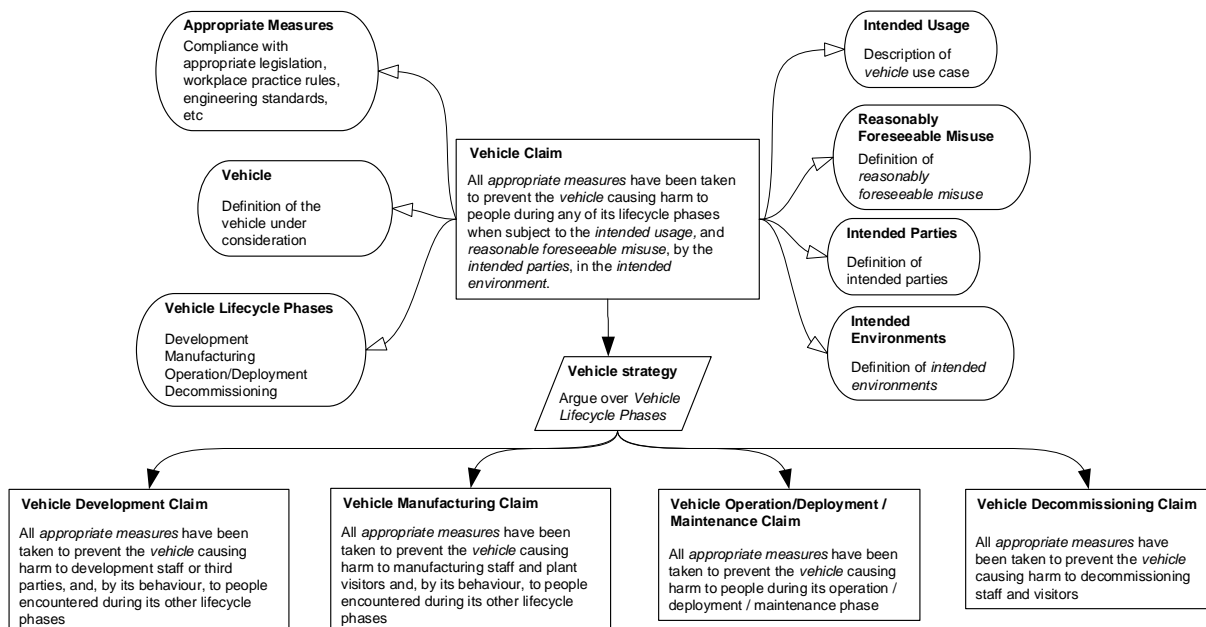 Appropriate Measures
Compliance with
appropriate legislation,
workplace practice rules,
engineering standards,
etc
Vehicle
Definition of the
vehicle under
consideration
Vehicle Lifecycle Phases
Development
Manufacturing
Operation/Deployment
Decommissioning
Vehicle Claim
All appropriate measures have been taken
to prevent the vehicle causing harm to
people during any of its lifecycle phases
when subject to the intended usage, and
reasonable foreseeable misuse, by the
intended parties, in the intended
environment.
Intended Usage
Description of
vehicle use case
Reasonably
Foreseeable Misuse
Definition of
reasonably
foreseeable misuse
Intended Parties
Definition of
intended parties
Intended
Environments
Definition of intended
environments
Vehicle strategy
Argue over Vehicle
Lifecycle Phases
Vehicle Development Claim
All appropriate measures have been
taken to prevent the vehicle causing
harm to development staff or third
parties, and, by its behaviour, to people
encountered during its other lifecycle
phases
Vehicle Manufacturing Claim
All appropriate measures have been
taken to prevent the vehicle causing
harm to manufacturing staff and plant
visitors and, by its behaviour, to people
encountered during its other lifecycle
phases
Vehicle Operation/Deployment /
Maintenance Claim
All appropriate measures have been
taken to prevent the vehicle causing
harm to people during its operation /
deployment / maintenance phase
Vehicle Decommissioning Claim
All appropriate measures have
been taken to prevent the vehicle
causing harm to decommissioning
staff and visitors